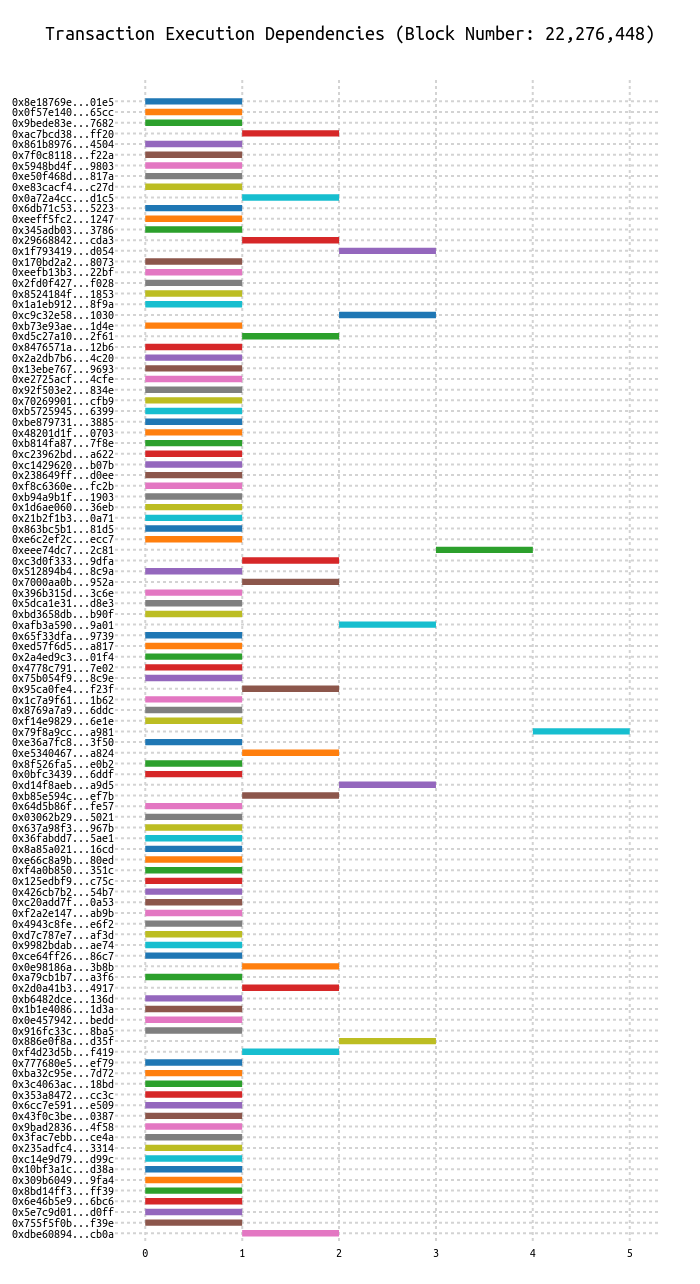 Transaction Execution Dependencies (Block Number: 22,276,448)
0x8e18769e...01e5
0x0f57e140...65cc
0x9bede83e...7682
0xac7bcd38...ff20
0x861b8976...4504
0x7f0c8118...f22a
0x5948bd4f...9803
0xe50f468d...817a
0xe83cacf4...c27d
0x0a72a4cc...d1c5
0x6db71c53...5223
0xeeff5fc2...1247
0x345adb03...3786
0x29668842...cda3
0x1f793419...d054
0x170bd2a2...8073
0xeefb13b3...22bf
0x2fd0f427...f028
0x8524184f...1853
0x1a1eb912...8f9a
0xc9c32e58...1030
0xb73e93ae...1d4e
0xd5c27a10...2f61
0x8476571a...12b6
0x2a2db7b6...4c20
0x13ebe767...9693
0xe2725acf...4cfe
0x92f503e2...834e
0x70269901...cfb9
0xb5725945...6399
0xbe879731...3885
0x48201d1f...0703
0xb814fa87...7f8e
0xc23962bd...a622
0xc1429620...b07b
0x238649ff...d0ee
0xf8c6360e...fc2b
0xb94a9b1f...1903
0x1d6ae060...36eb
0x21b2f1b3...0a71
0x863bc5b1...81d5
0xe6c2ef2c...ecc7
0xeee74dc7...2c81
0xc3d0f333...9dfa
0x512894b4...8c9a
0x7000aa0b...952a
0x396b315d...3c6e
0x5dca1e31...d8e3
0xbd3658db...b90f
0xafb3a590...9a01
0x65f33dfa...9739
0xed57f6d5...a817
0x2a4ed9c3...01f4
0x4778c791...7e02
0x75b054f9...8c9e
0x95ca0fe4...f23f
0x1c7a9f61...1b62
0x8769a7a9...6ddc
0xf14e9829...6e1e
0x79f8a9cc...a981
0xe36a7fc8...3f50
0xe5340467...a824
0x8f526fa5...e0b2
0x0bfc3439...6ddf
0xd14f8aeb...a9d5
0xb85e594c...ef7b
0x64d5b86f...fe57
0x03062b29...5021
0x637a98f3...967b
0x36fabdd7...5ae1
0x8a85a021...16cd
0xe66c8a9b...80ed
0xf4a0b850...351c
0x125edbf9...c75c
0x426cb7b2...54b7
0xc20add7f...0a53
0xf2a2e147...ab9b
0x4943c8fe...e6f2
0xd7c787e7...af3d
0x9982bdab...ae74
0xce64ff26...86c7
0x0e98186a...3b8b
0xa79cb1b7...a3f6
0x2d0a41b3...4917
0xb6482dce...136d
0x1b1e4086...1d3a
0x0e457942...bedd
0x916fc33c...8ba5
0x886e0f8a...d35f
0xf4d23d5b...f419
0x777680e5...ef79
0xba32c95e...7d72
0x3c4063ac...18bd
0x353a8472...cc3c
0x6cc7e591...e509
0x43f0c3be...0387
0x9bad2836...4f58
0x3fac7ebb...ce4a
0x235adfc4...3314
0xc14e9d79...d99c
0x10bf3a1c...d38a
0x309b6049...9fa4
0x8bd14ff3...ff39
0x6e46b5e9...6bc6
0x5e7c9d01...d0ff
0x755f5f0b...f39e
0xdbe60894...cb0a
0 1 2 3 4 5